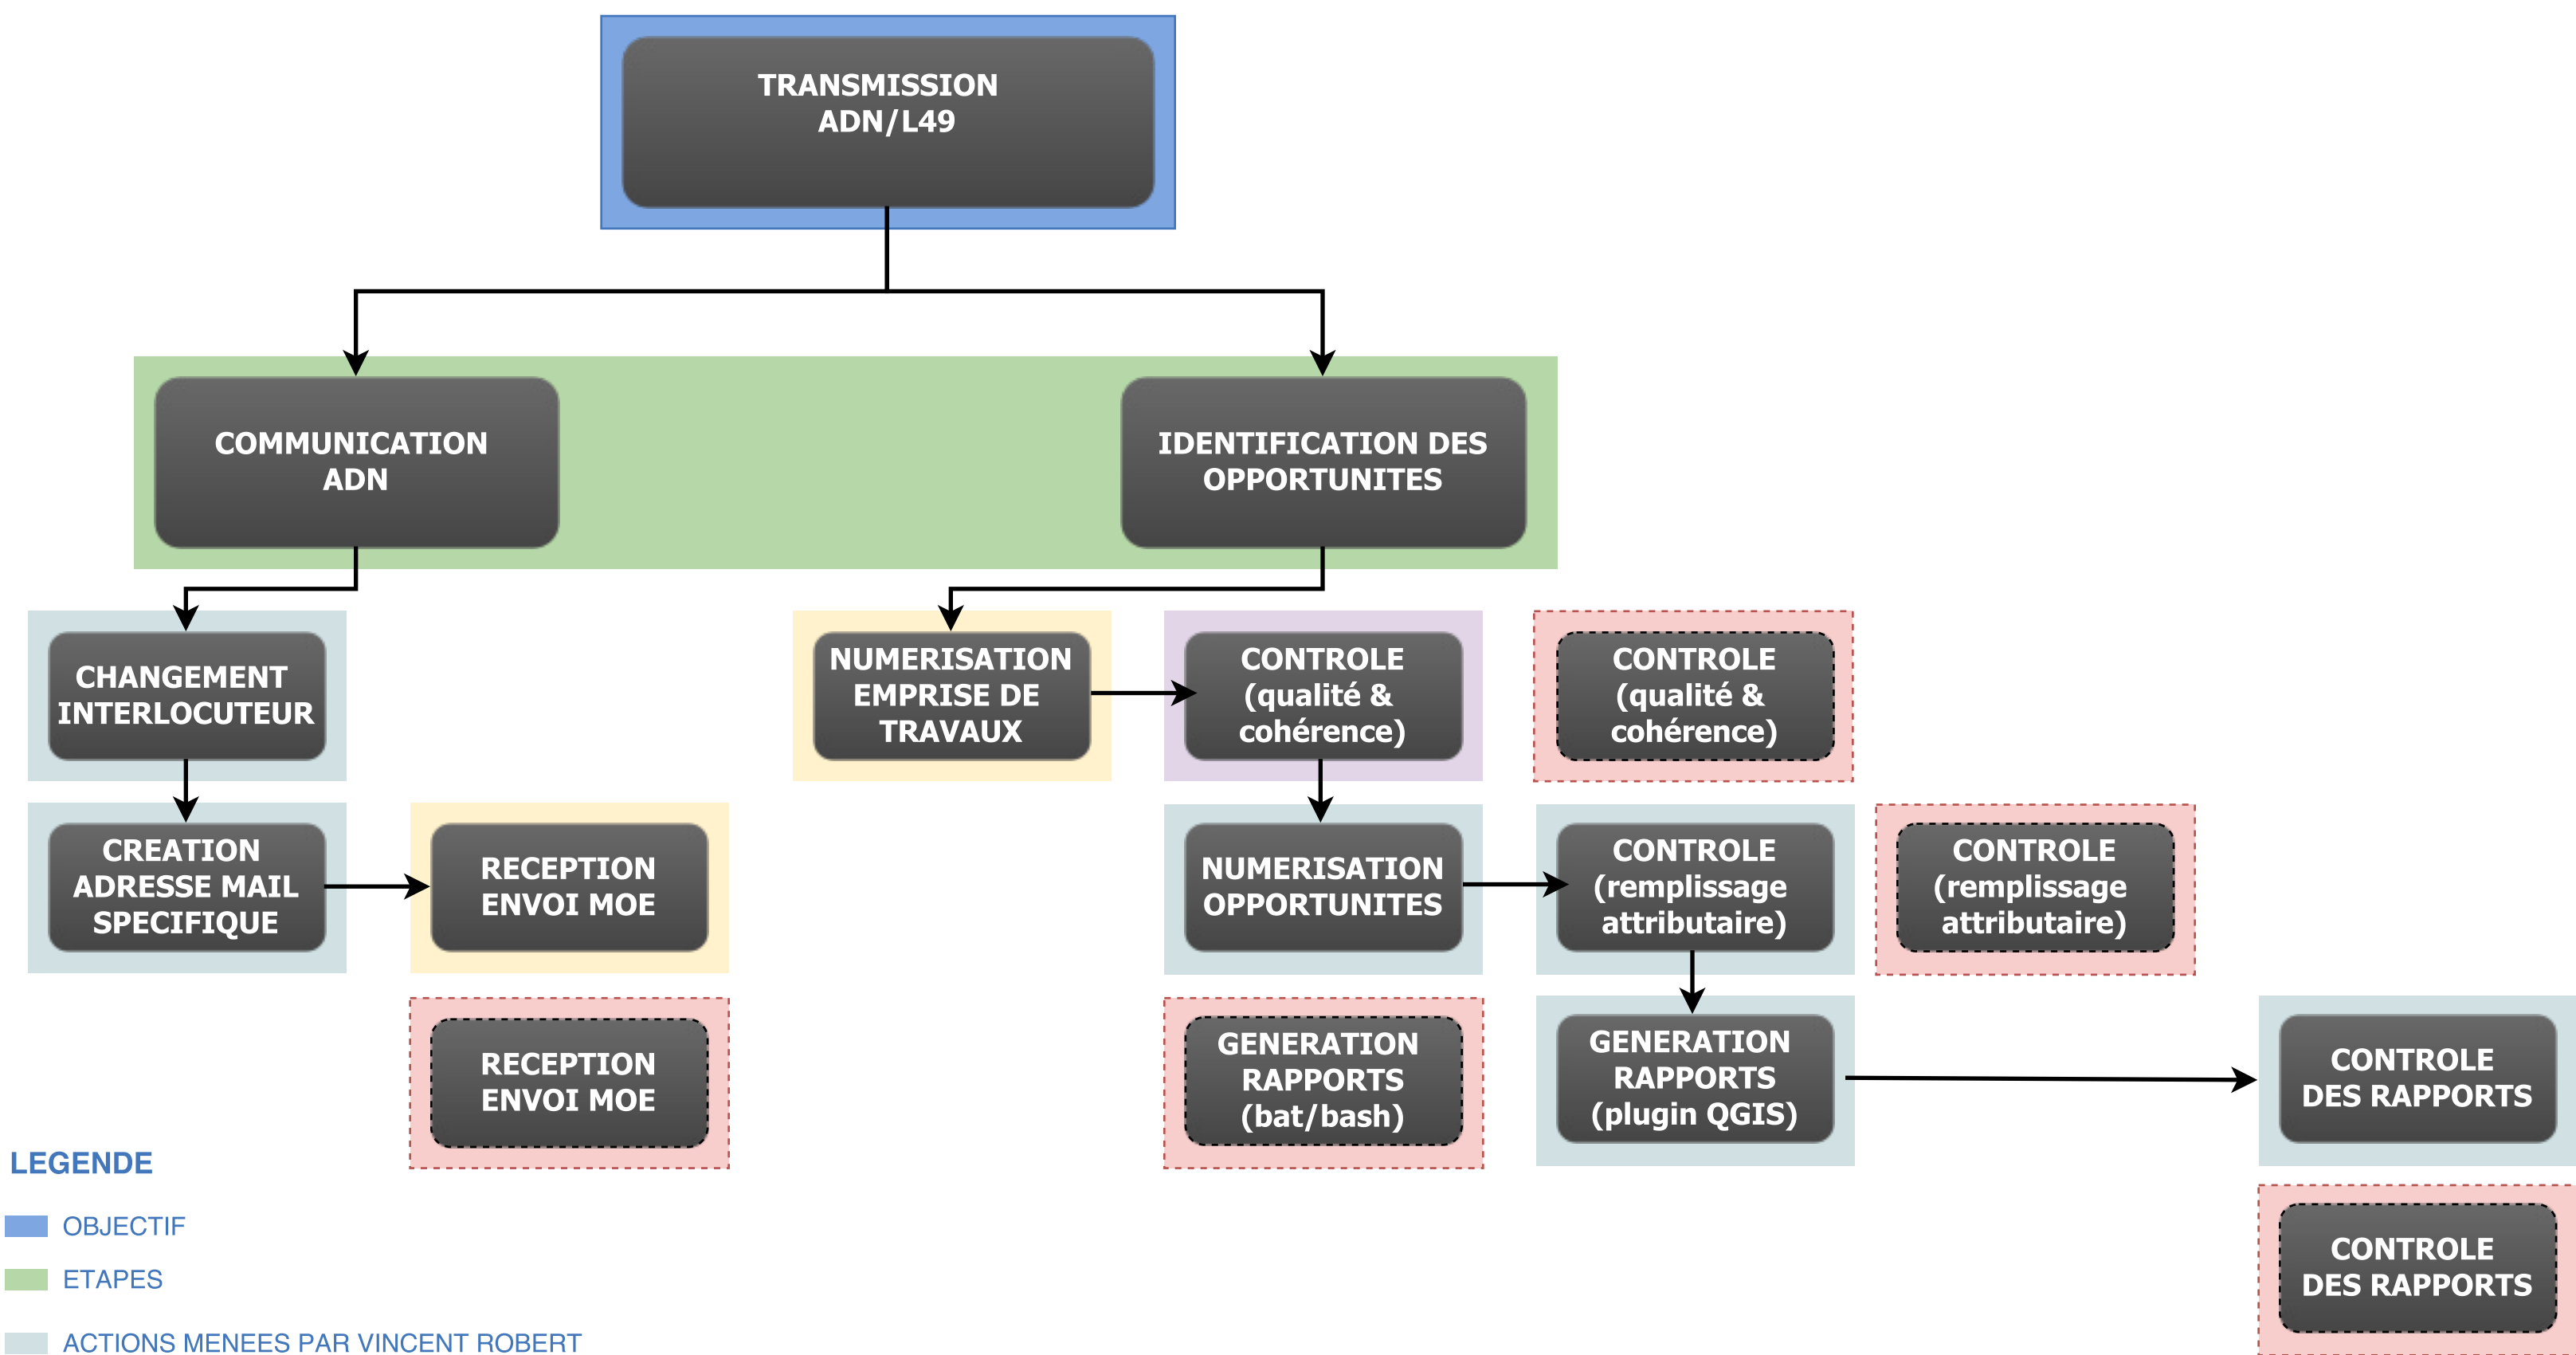 TRANSMISSION
ADN/L49
COMMUNICATION
ADN
IDENTIFICATION DES
OPPORTUNITES
CHANGEMENT
INTERLOCUTEUR
NUMERISATION
EMPRISE DE
TRAVAUX
CONTROLE
(qualité &
cohérence)
CONTROLE
(qualité &
cohérence)
CREATION
ADRESSE MAIL
SPECIFIQUE
RECEPTION
ENVOI MOE
NUMERISATION
OPPORTUNITES
CONTROLE
(remplissage
attributaire)
CONTROLE
(remplissage
attributaire)
RECEPTION
ENVOI MOE
GENERATION
RAPPORTS
(bat/bash)
GENERATION
RAPPORTS
(plugin QGIS)
CONTROLE
DES RAPPORTS
CONTROLE
DES RAPPORTS
LEGENDE
OBJECTIF
ETAPES
ACTIONS MENEES PAR VINCENT ROBERT